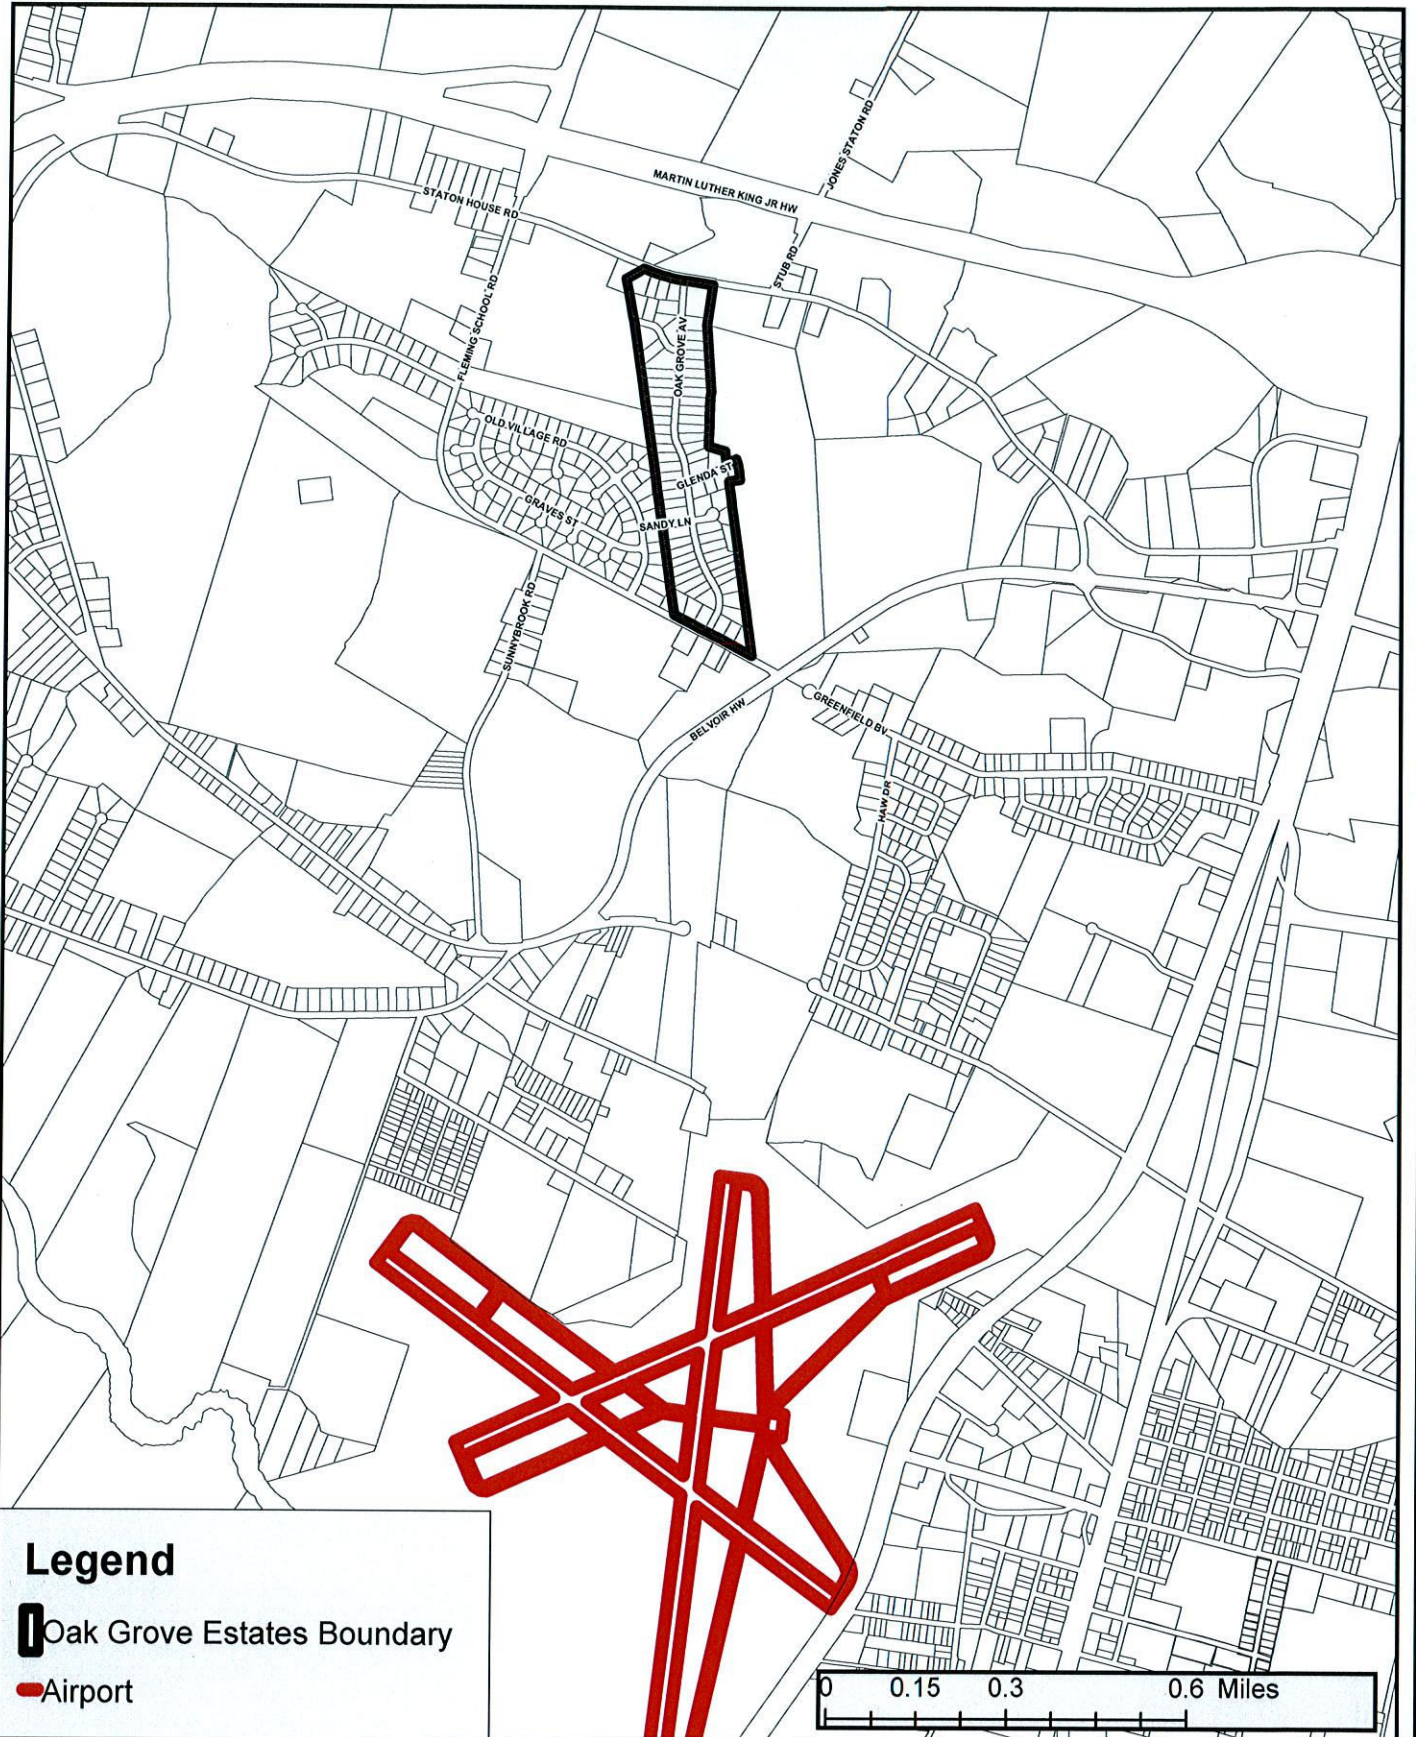 JONES STATON RD
MARTIN LUTHER KING JR HW
STATON HOUSE RD
STUB RD
FLEMING SCHOOL RD
OAK GROVE AV
OLD VILLAGE RD
GLENDA ST
GRAVES ST
SANDY LN
SUNNYBROOK RD
GREENFIELD BV
BELVOIR HW
HAW DR
Legend
Oak Grove Estates Boundary
Airport
0 0.15 0.3 0.6 Miles